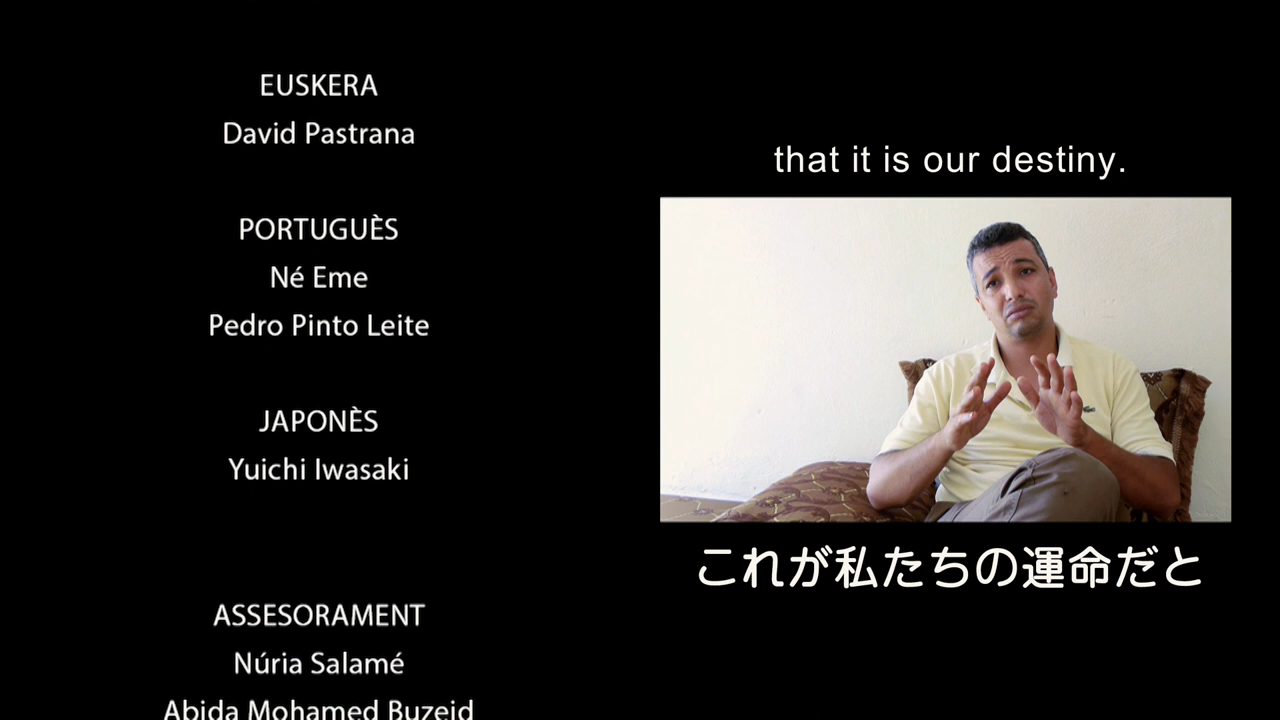 EUSKERA
David Pastrana
PORTUGUÈS
Né Eme
Pedro Pinto Leite
JAPONÈS
Yuichi Iwasaki
ASSESORAMENT
Núria Salamé
Abida Mohamed Buzeid
that it is our destiny.
これが私たちの運命だと